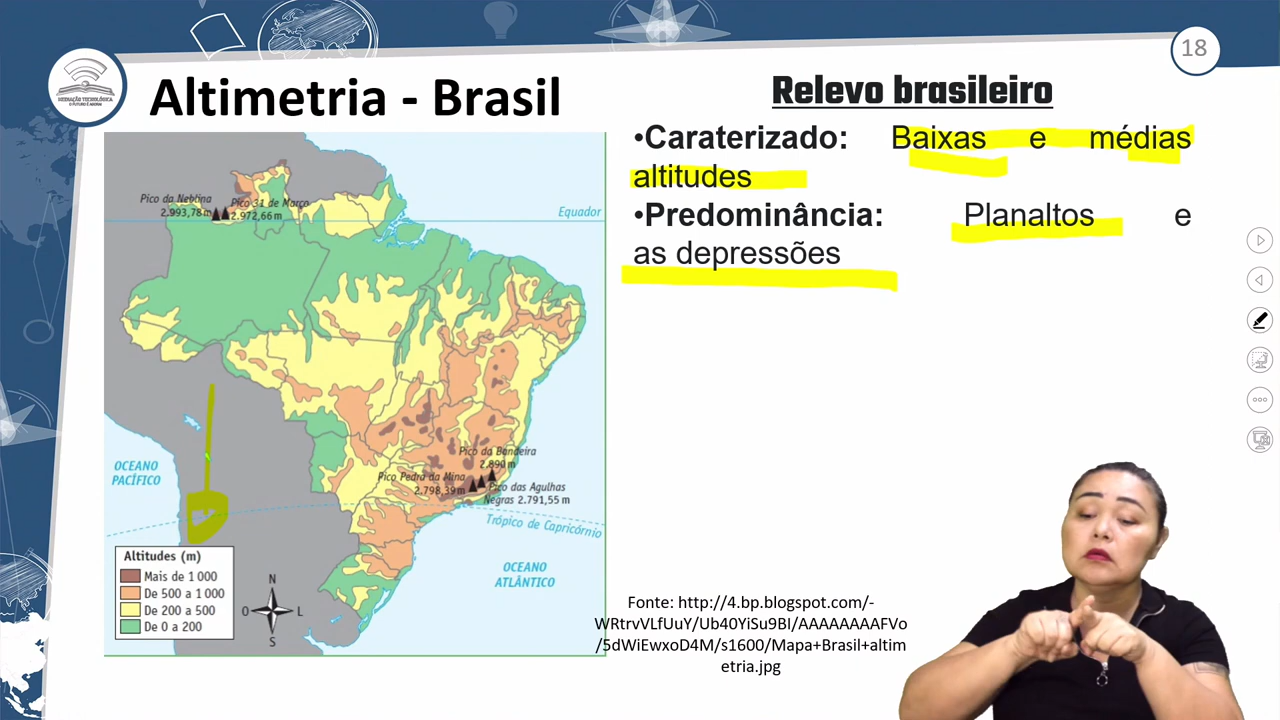 18
MEDIAÇÃO TECNOLÓGICA
O FUTURO É AGORA
Altimetria - Brasil
Relevo brasileiro
•Caraterizado: Baixas e médias
altitudes
•Predominância: Planaltos e
as depressões
Pico da Neblina
2.993,78 m
Pico 31 de Março
2.972,66 m
Equador
Pico da Bandeira
2.890 m
Pico Pedra da Mina
2.798,39 m
Pico das Agulhas
Negras 2.791,55 m
Trópico de Capricórnio
OCEANO
PACÍFICO
OCEANO
ATLÂNTICO
Altitudes (m)
Mais de 1 000
De 500 a 1 000
De 200 a 500
De 0 a 200
N
O L
S
Fonte: http://4.bp.blogspot.com/-
WRtrvVLfUuY/Ub40YiSu9BI/AAAAAAAAFVo
/5dWiEwxoD4M/s1600/Mapa+Brasil+altim
etria.jpg